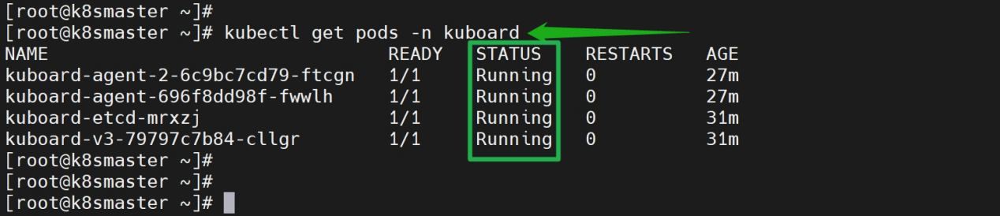 [root@k8smaster ~]#
[root@k8smaster ~]# kubectl get pods -n kuboard
NAME READY STATUS RESTARTS AGE
kuboard-agent-2-6c9bc7cd79-ftcgn 1/1 Running 0 27m
kuboard-agent-696f8dd98f-fwwlh 1/1 Running 0 27m
kuboard-etcd-mrxzj 1/1 Running 0 31m
kuboard-v3-79797c7b84-cllgr 1/1 Running 0 31m
[root@k8smaster ~]#
[root@k8smaster ~]#
[root@k8smaster ~]#